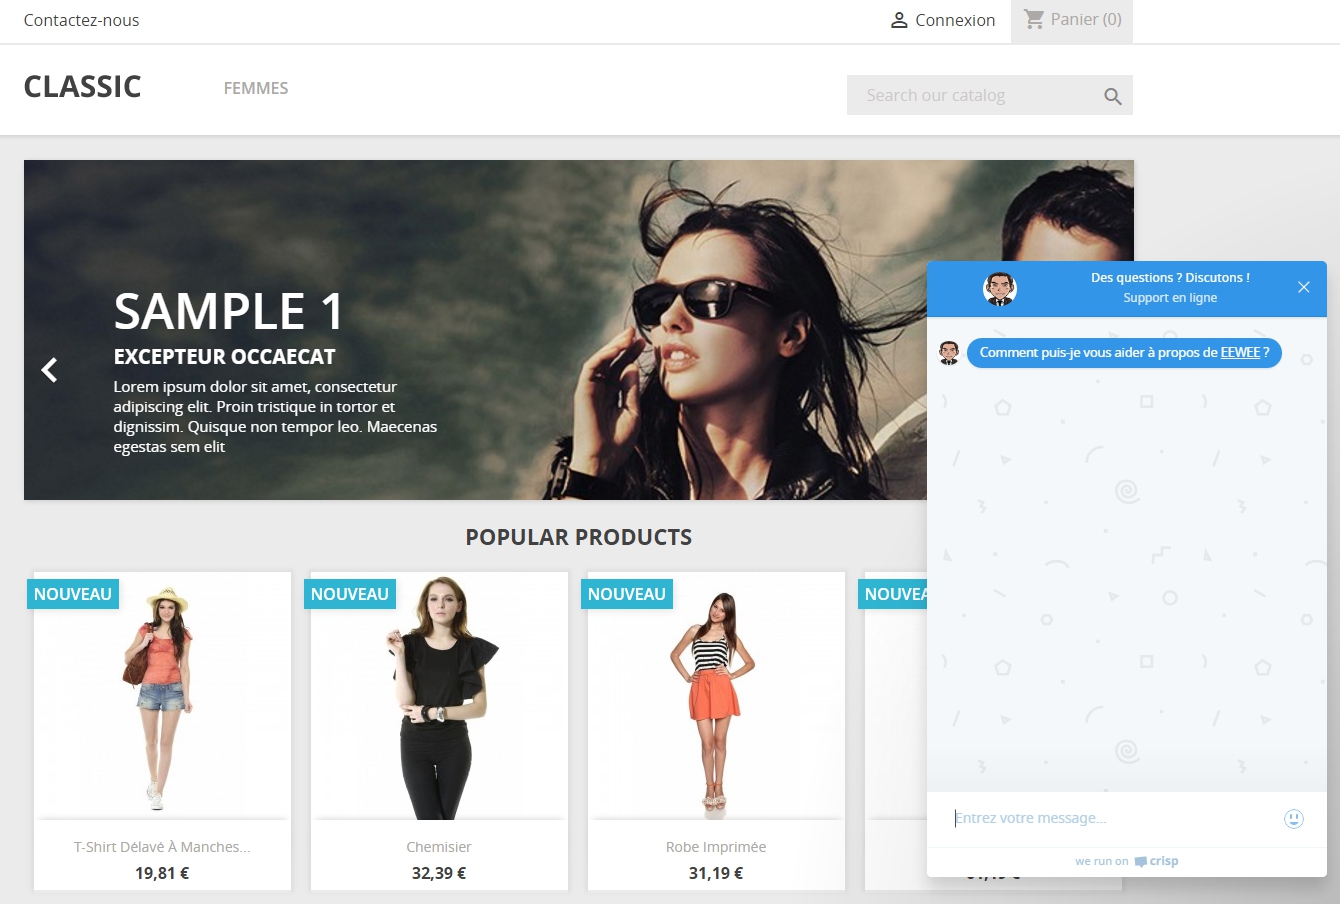 Contactez-nous
Connexion
Panier (0)
CLASSIC
FEMMES
Search our catalog
SAMPLE 1
EXCEPTEUR OCCAECAT
Lorem ipsum dolor sit amet, consectetur
adipiscing elit. Proin tristique in tortor et
dignissim. Quisque non tempor leo. Maecenas
egestas sem elit
Des questions ? Discutons !
Support en ligne
Comment puis-je vous aider à propos de EEWEE ?
POPULAR PRODUCTS
NOUVEAU
NOUVEAU
NOUVEAU
NOUVEA
T-Shirt Délavé À Manches...
19,81 €
Chemisier
32,39 €
Robe Imprimée
31,19 €
Entrez votre message...
we run on crisp